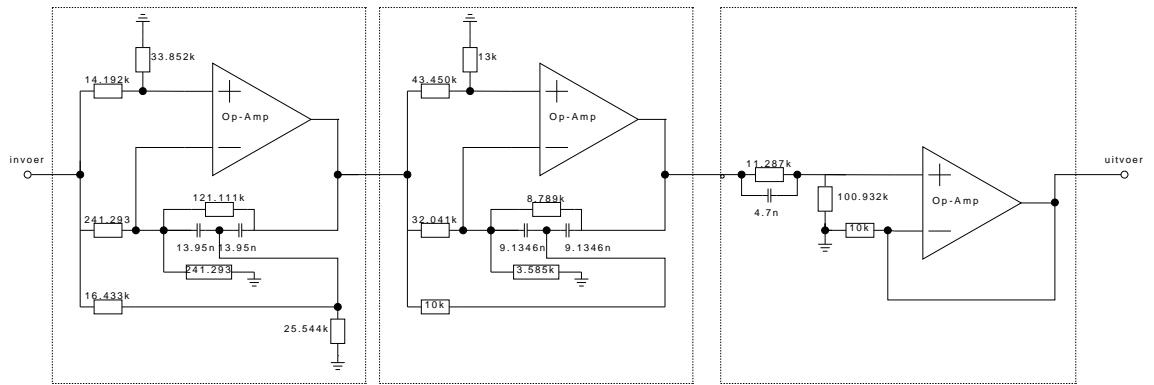 33.852k
14.192k
Op-Amp
invoer
121.111k
241.293
13.95n
13.95n
241.293
16.433k
25.544k
13k
43.450k
Op-Amp
8.789k
32.041k
9.1346n
9.1346n
3.585k
10k
11.287k
4.7n
100.932k
10k
Op-Amp
uitvoer